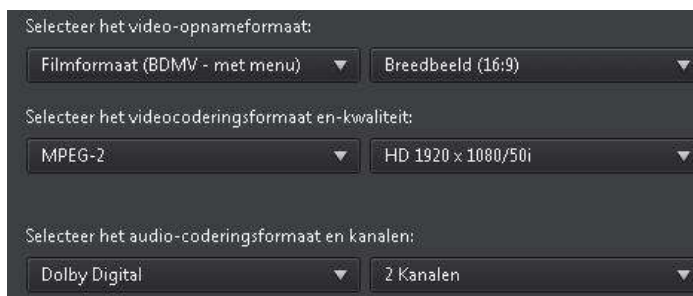 Selecteer het video-opnameformaat:
Filmformaat (BDMV - met menu) Breedbeeld (16:9)
Selecteer het videocoderingsformaat en-kwaliteit:
MPEG-2 HD 1920 x 1080/50i
Selecteer het audio-coderingsformaat en kanalen:
Dolby Digital 2 Kanalen